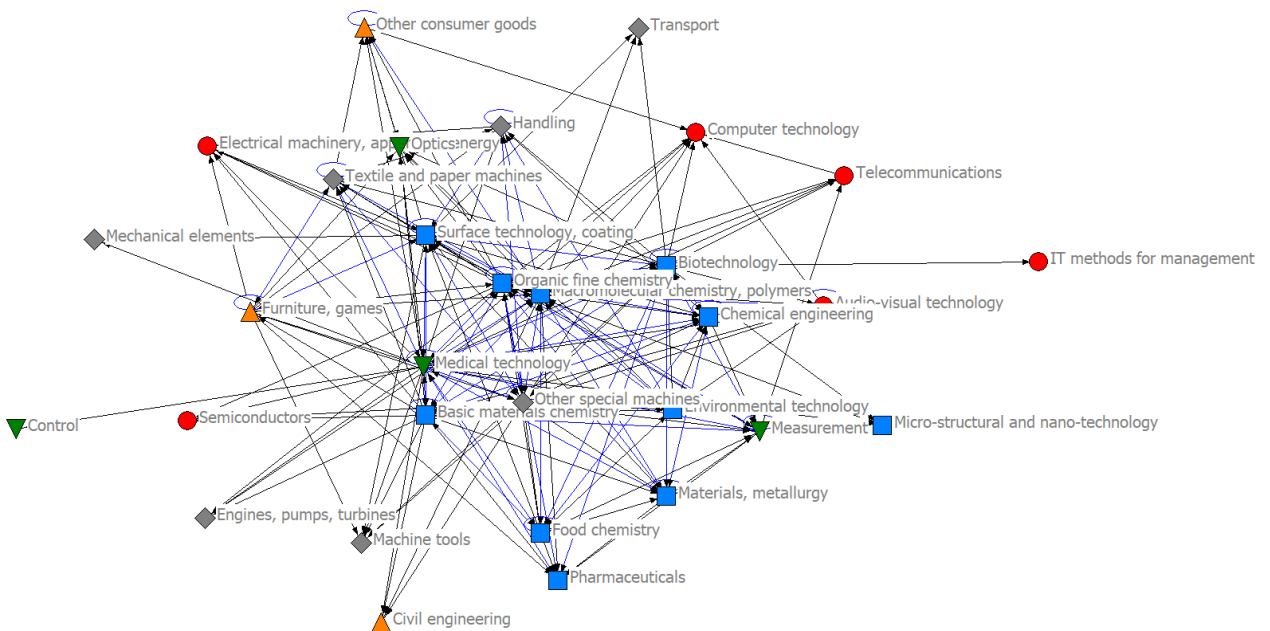 Other consumer goods
Transport
Handling
Computer technology
Electrical machinery, app
Optics
energy
Telecommunications
Textile and paper machines
Surface technology, coating
Mechanical elements
IT methods for management
Biotechnology
Organic fine chemistry
Macromolecular chemistry, polymers
Audio-visual technology
Furniture, games
Chemical engineering
Medical technology
Other special machines
Environmental technology
Basic materials chemistry
Semiconductors
Control
Measurement
Micro-structural and nano-technology
Materials, metallurgy
Engines, pumps, turbines
Food chemistry
Machine tools
Pharmaceuticals
Civil engineering